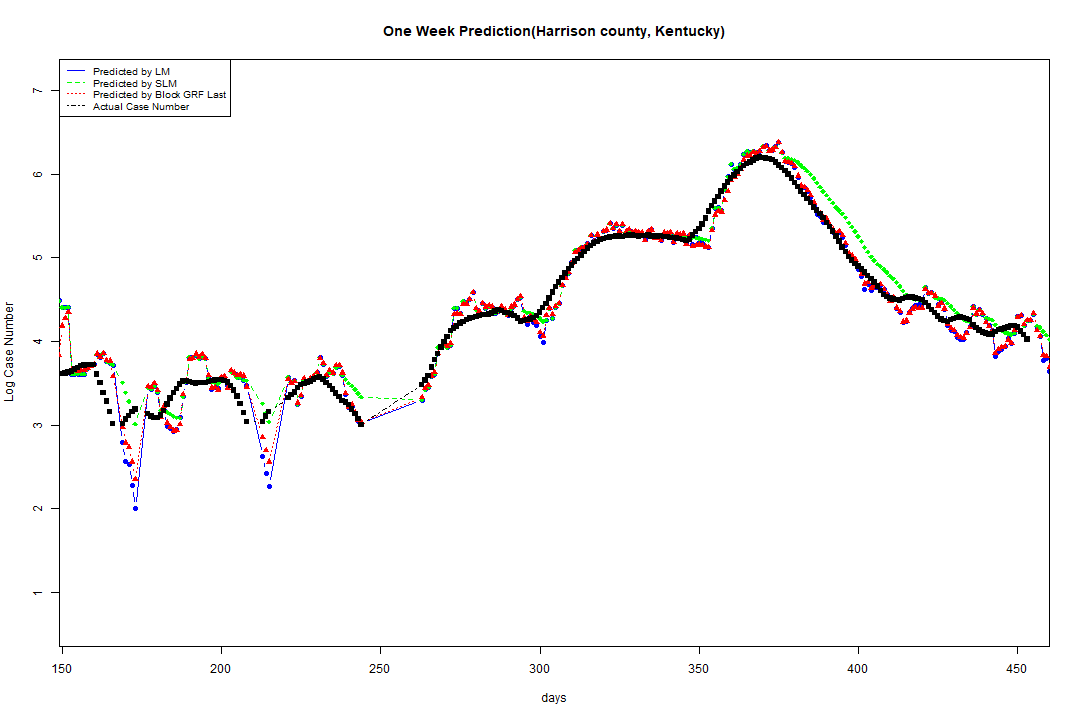 One Week Prediction(Harrison county, Kentucky)
Predicted by LM
Predicted by SLM
Predicted by Block GRF Last
Actual Case Number
7
6
5
4
3
2
1
Log Case Number
150 200 250 300 350 400 450
days